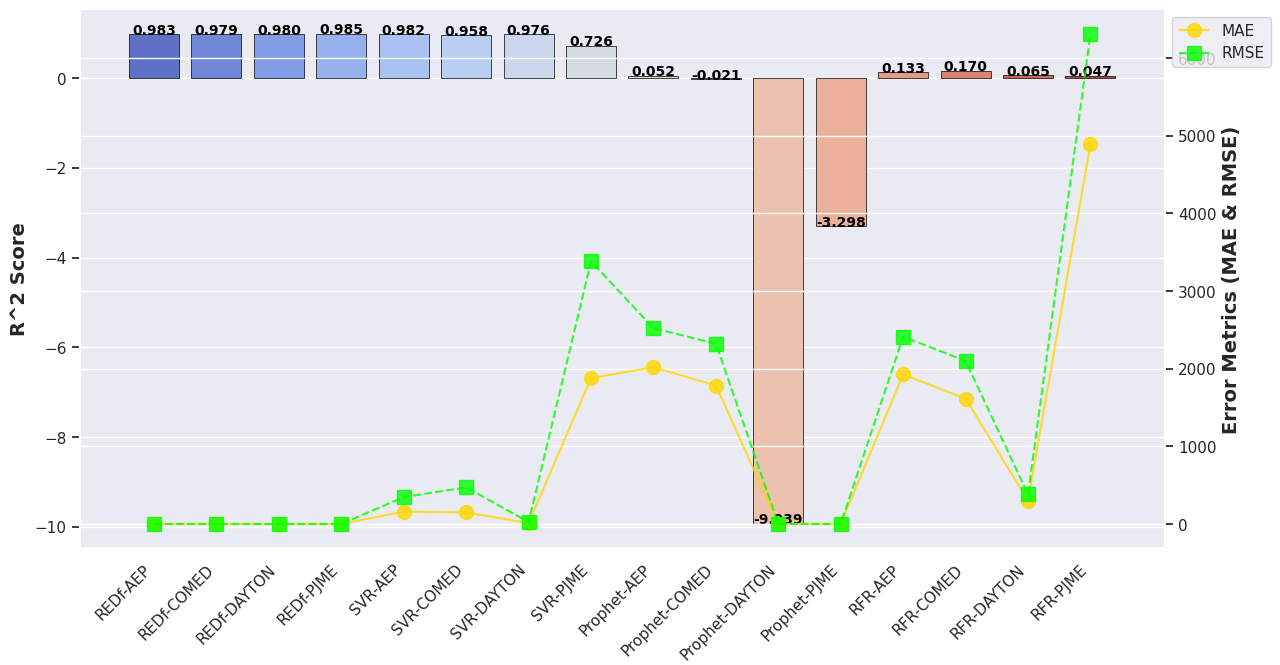 0.983 0.979 0.980 0.985 0.982 0.958 0.976 0.726 0.052 -0.021 -9.939 -3.298 0.133 0.170 0.065 0.047
MAE
RMSE
R^2 Score
0
−2
−4
−6
−8
−10
6000
5000
4000
3000
2000
1000
0
Error Metrics (MAE & RMSE)
REDf-AEP
REDf-COMED
REDf-DAYTON
REDf-PJME
SVR-AEP
SVR-COMED
SVR-DAYTON
SVR-PJME
Prophet-AEP
Prophet-COMED
Prophet-DAYTON
Prophet-PJME
RFR-AEP
RFR-COMED
RFR-DAYTON
RFR-PJME